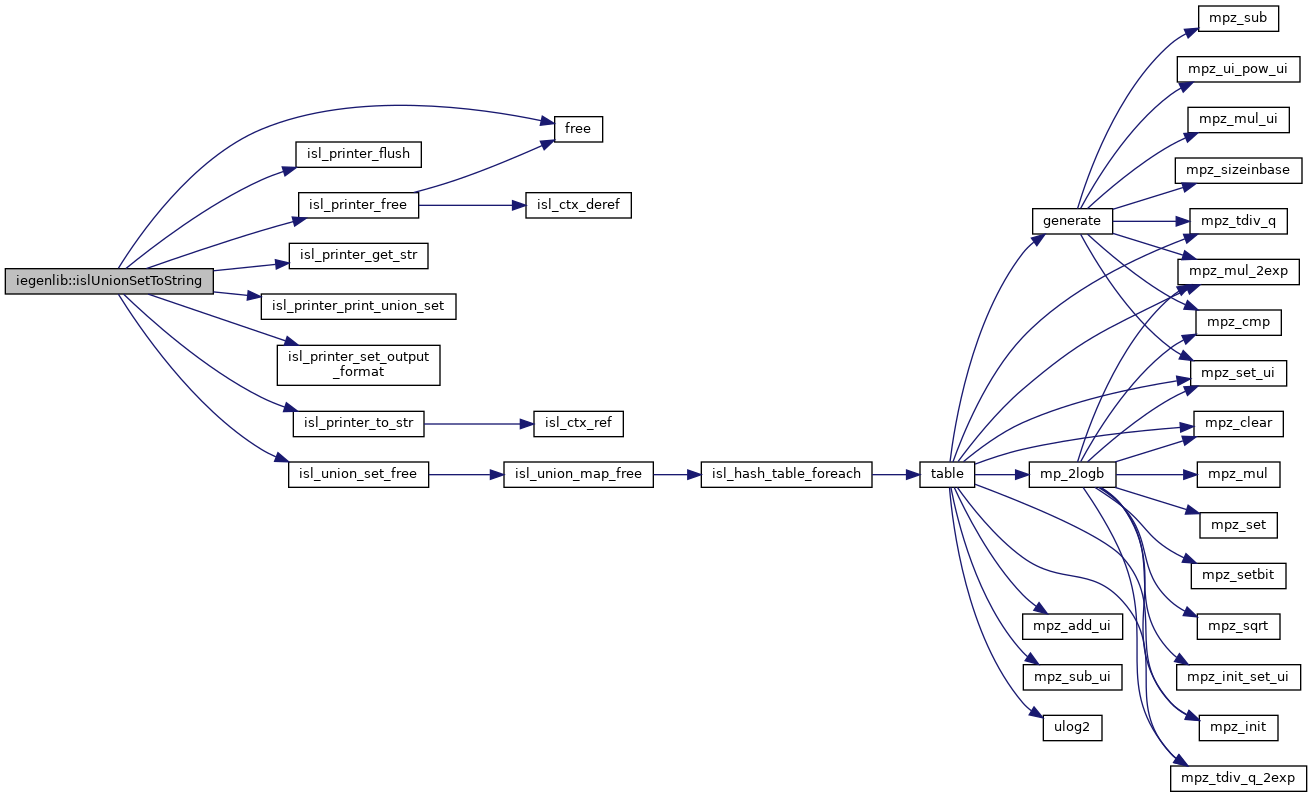 iegenlib::islUnionSetToString
free
isl_printer_flush
isl_printer_free
isl_ctx_deref
isl_printer_get_str
isl_printer_print_union_set
isl_printer_set_output
_format
isl_printer_to_str
isl_ctx_ref
isl_union_set_free
isl_union_map_free
isl_hash_table_foreach
table
generate
mp_2logb
mpz_add_ui
mpz_sub_ui
ulog2
mpz_sub
mpz_ui_pow_ui
mpz_mul_ui
mpz_sizeinbase
mpz_tdiv_q
mpz_mul_2exp
mpz_cmp
mpz_set_ui
mpz_clear
mpz_mul
mpz_set
mpz_setbit
mpz_sqrt
mpz_init_set_ui
mpz_init
mpz_tdiv_q_2exp